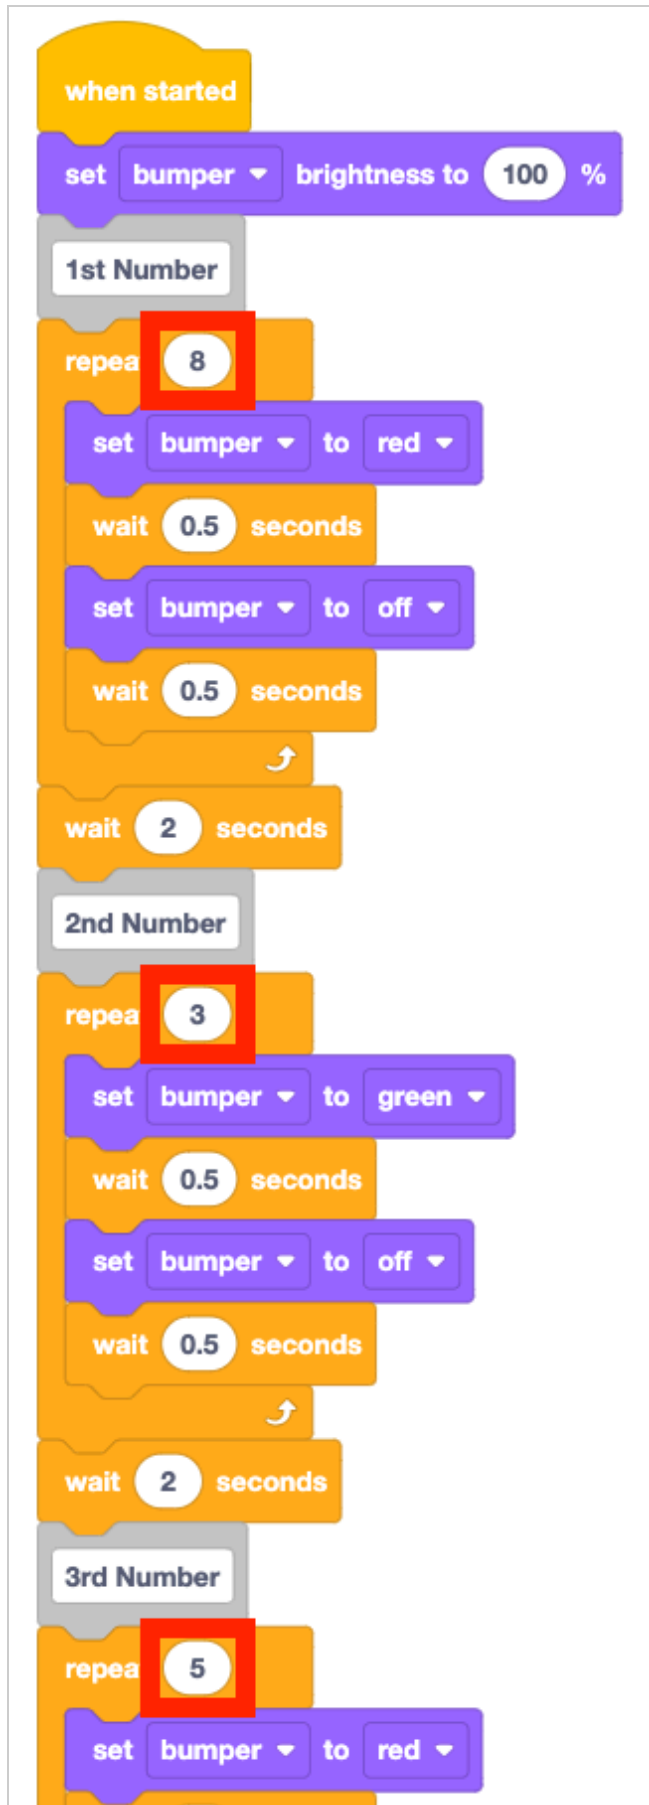 when started
set bumper brightness to 100 %
1st Number
repea 8
set bumper to red
wait 0.5 seconds
set bumper to off
wait 0.5 seconds
wait 2 seconds
2nd Number
repea 3
set bumper to green
wait 0.5 seconds
set bumper to off
wait 0.5 seconds
wait 2 seconds
3rd Number
repea 5
set bumper to red